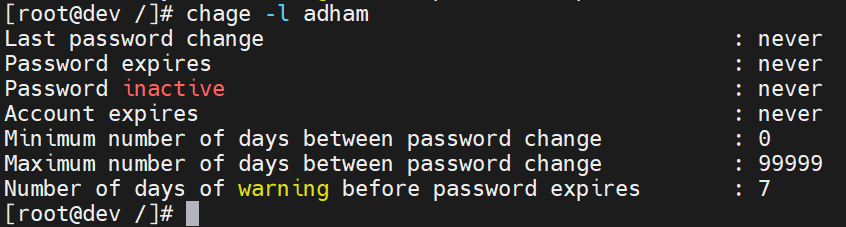 [root@dev /]# chage -l adham
Last password change : never
Password expires : never
Password inactive : never
Account expires : never
Minimum number of days between password change : 0
Maximum number of days between password change : 99999
Number of days of warning before password expires : 7
[root@dev /]#